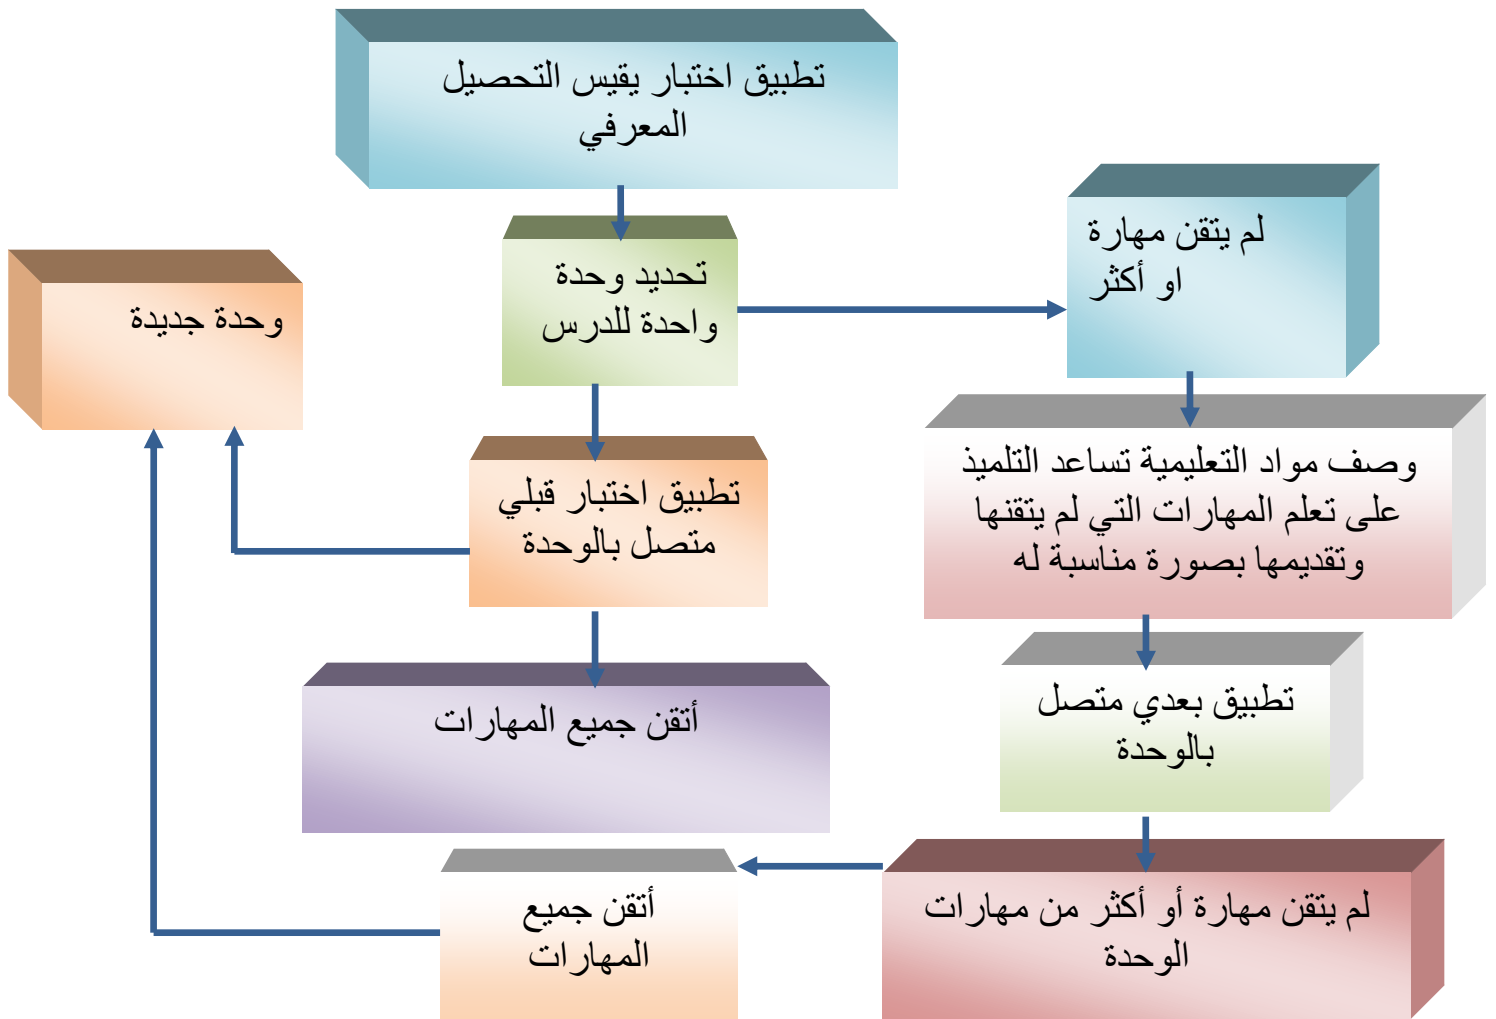 تطبيق اختبار يقيس التحصيل
المعرفي
لم يتقن مهارة
او أكثر
تحديد وحدة
واحدة للدرس
وحدة جديدة
وصف مواد التعليمية تساعد التلميذ
على تعلم المهارات التي لم يتقنها
وتقديمها بصورة مناسبة له
تطبيق اختبار قبلي
متصل بالوحدة
تطبيق بعدي متصل
بالوحدة
أتقن جميع المهارات
لم يتقن مهارة أو أكثر من مهارات
الوحدة
أتقن جميع
المهارات